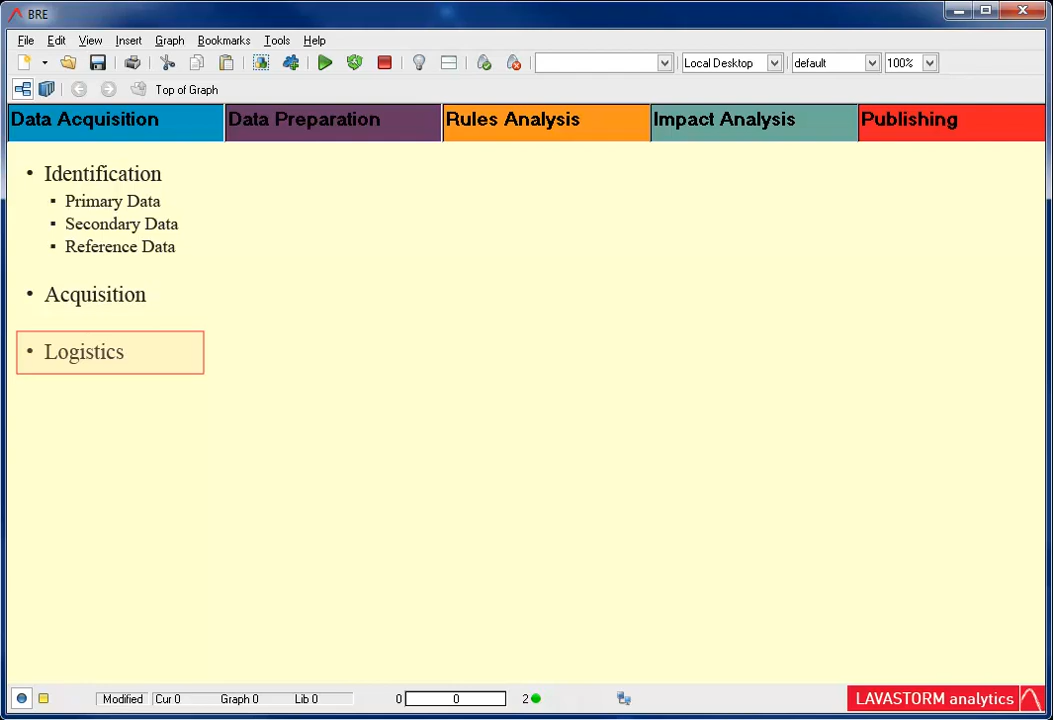 BRE
File Edit View Insert Graph Bookmarks Tools Help
Local Desktop default 100%
Top of Graph
Data Acquisition Data Preparation Rules Analysis Impact Analysis Publishing
• Identification
▪ Primary Data
▪ Secondary Data
▪ Reference Data
• Acquisition
• Logistics
Modified Cur 0 Graph 0 Lib 0 0 0 2 LAVASTORM analytics